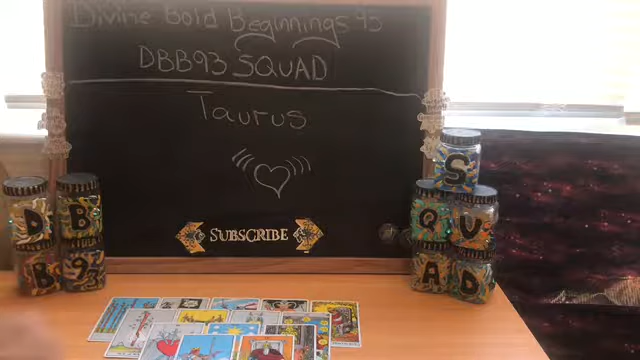 Divine Bold Beginnings 93
DBB93 SQUAD
Taurus
SUBSCRIBE
D B
B 93
S
Q U
A D